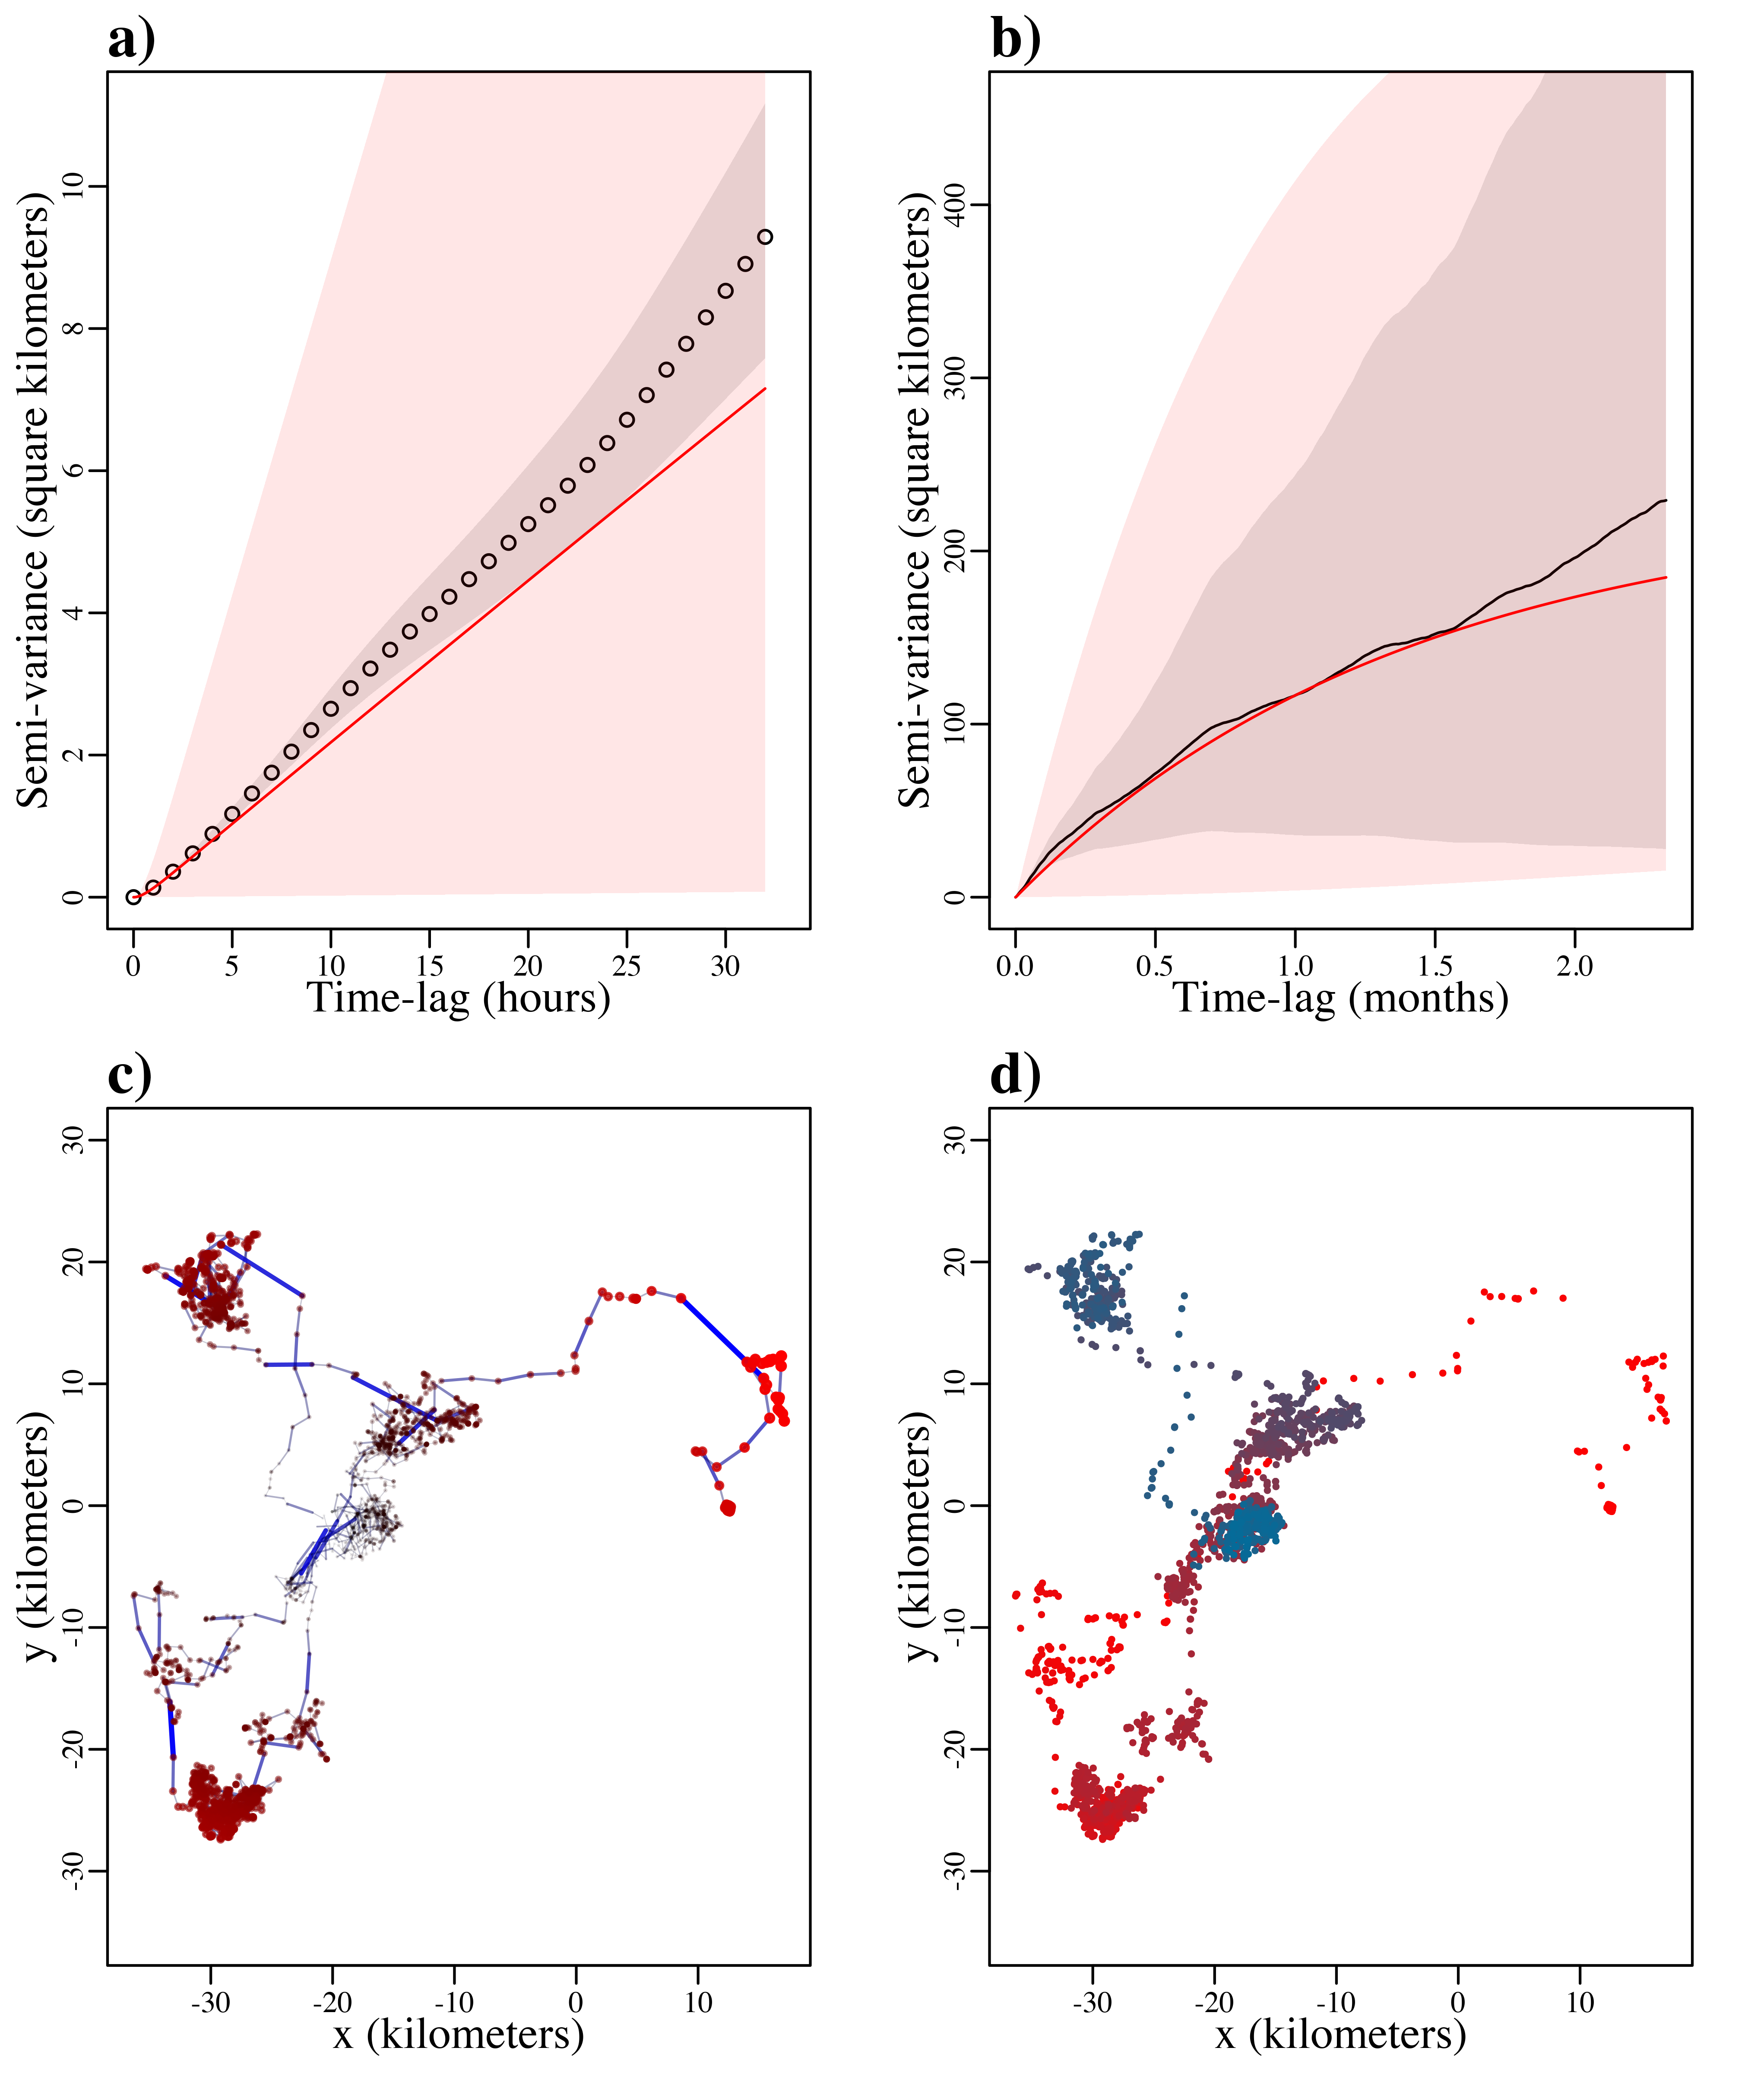 a)
Semi-variance (square kilometers)
0 2 4 6 8 10
0 5 10 15 20 25 30
Time-lag (hours)
b)
Semi-variance (square kilometers)
0 100 200 300 400
0.0 0.5 1.0 1.5 2.0
Time-lag (months)
c)
y (kilometers)
-30 -20 -10 0 10 20 30
-30 -20 -10 0 10
x (kilometers)
d)
y (kilometers)
-30 -20 -10 0 10 20 30
-30 -20 -10 0 10
x (kilometers)